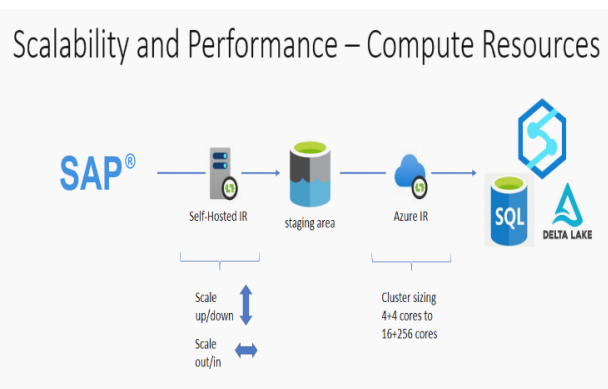 Scalability and Performance – Compute Resources
SAP®
Self-Hosted IR
staging area
Azure IR
SQL
DELTA LAKE
Scale
up/down
Scale
out/in
Cluster sizing
4+4 cores to
16+256 cores